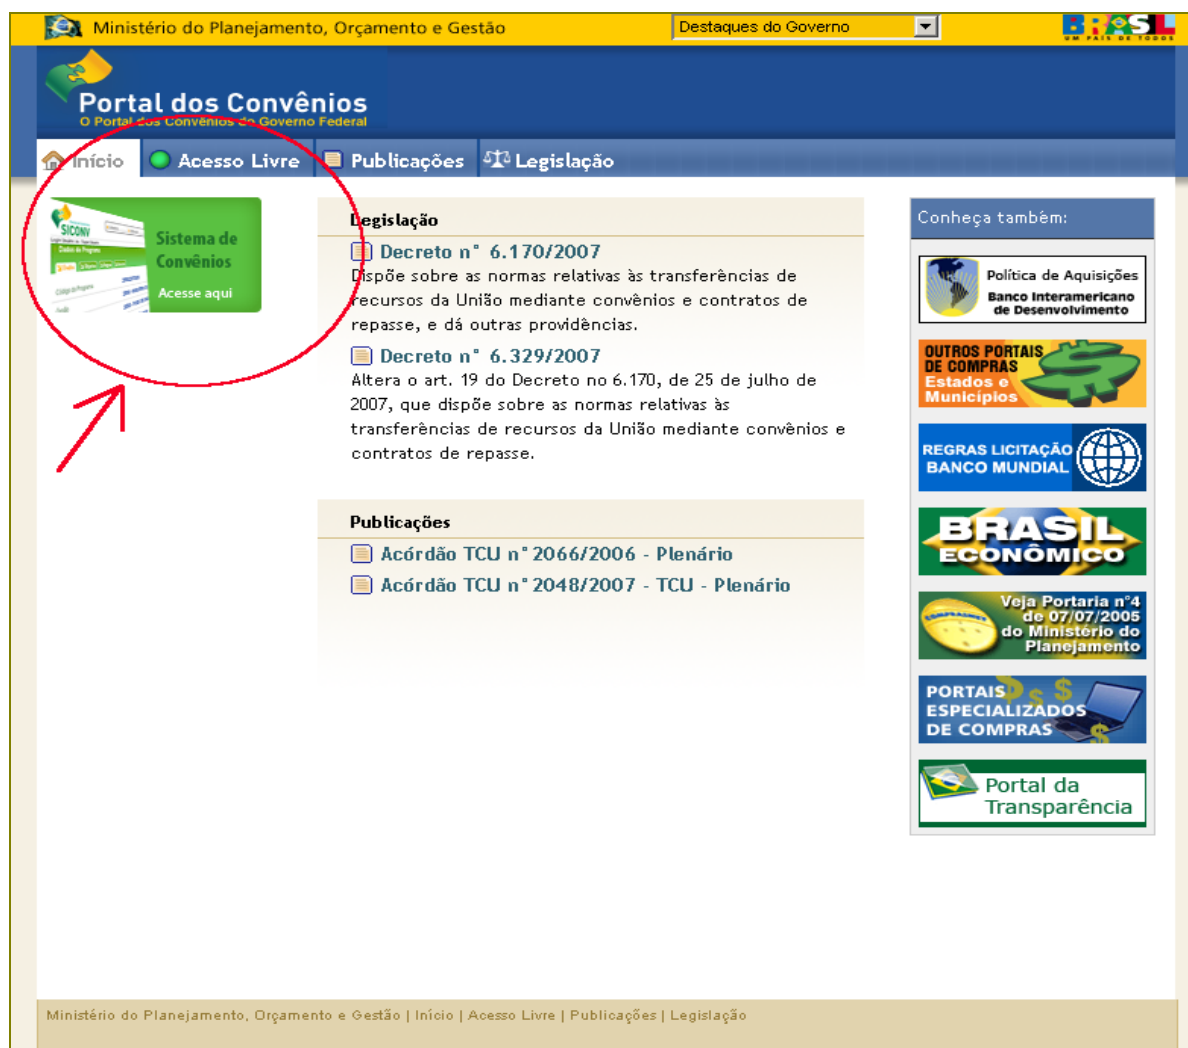 Ministério do Planejamento, Orçamento e Gestão
Destaques do Governo
BRASIL
UM PAÍS DE TODOS
Portal dos Convênios
O Portal dos Convênios do Governo Federal
Início
Acesso Livre
Publicações
Legislação
SICONV
Sistema de
Convênios
Acesse aqui
Legislação
Decreto n° 6.170/2007
Dispõe sobre as normas relativas às transferências de
recursos da União mediante convênios e contratos de
repasse, e dá outras providências.
Decreto n° 6.329/2007
Altera o art. 19 do Decreto no 6.170, de 25 de julho de
2007, que dispõe sobre as normas relativas às
transferências de recursos da União mediante convênios e
contratos de repasse.
Publicações
Acórdão TCU n° 2066/2006 - Plenário
Acórdão TCU n° 2048/2007 - TCU - Plenário
Conheça também:
Política de Aquisições
Banco Interamericano
de Desenvolvimento
OUTROS PORTAIS
DE COMPRAS
Estados e
Municípios
REGRAS LICITAÇÃO
BANCO MUNDIAL
BRASIL
ECONÔMICO
COMPRASNET
Veja Portaria n°4
de 07/07/2005
do Ministério do
Planejamento
PORTAIS
ESPECIALIZADOS
DE COMPRAS
Portal da
Transparência
Ministério do Planejamento, Orçamento e Gestão | Início | Acesso Livre | Publicações | Legislação